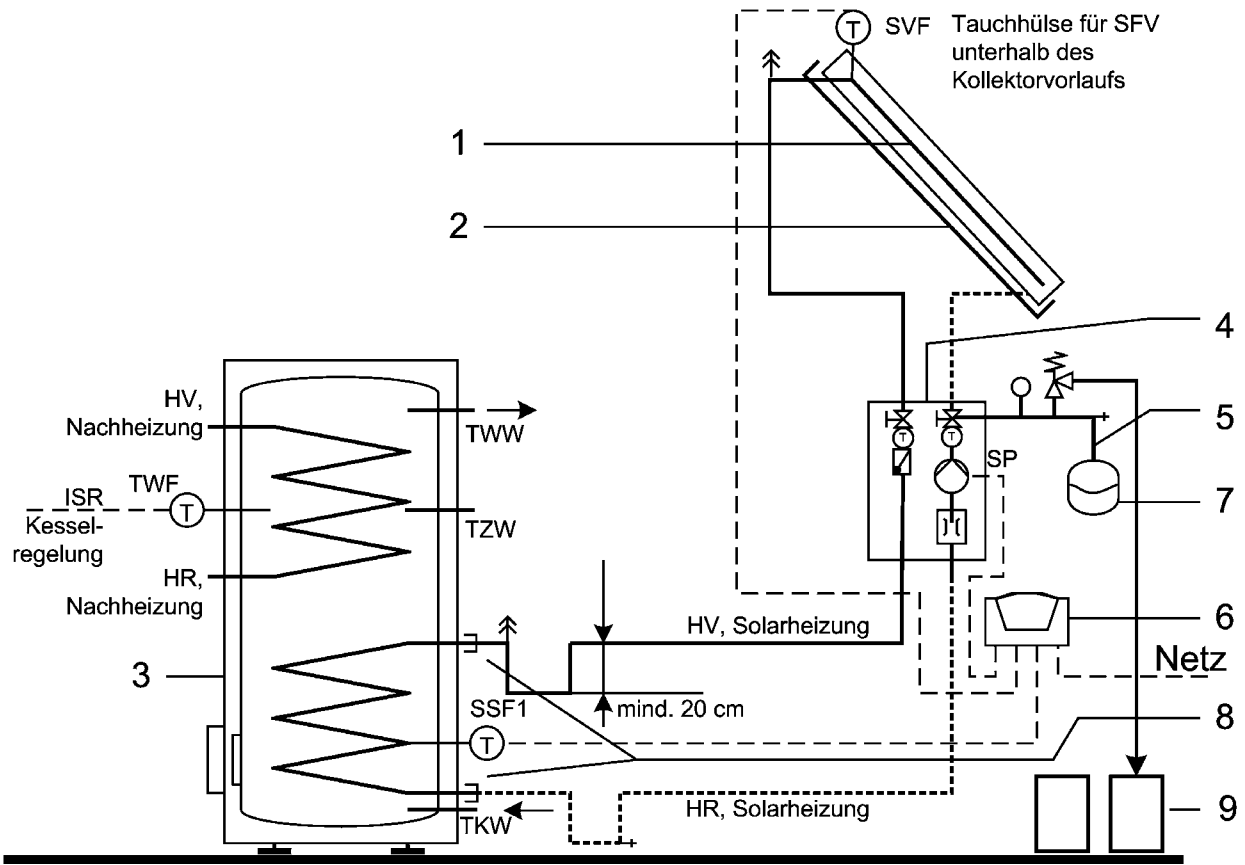 T
SVF
Tauchhülse für SFV
unterhalb des
Kollektorvorlaufs
1
2
4
HV,
Nachheizung
TWW
5
T
T
SP
TWF
ISR
T
Kessel-
regelung
TZW
7
HR,
Nachheizung
6
HV, Solarheizung
3
Netz
SSF1
mind. 20 cm
T
8
HR, Solarheizung
TKW
9